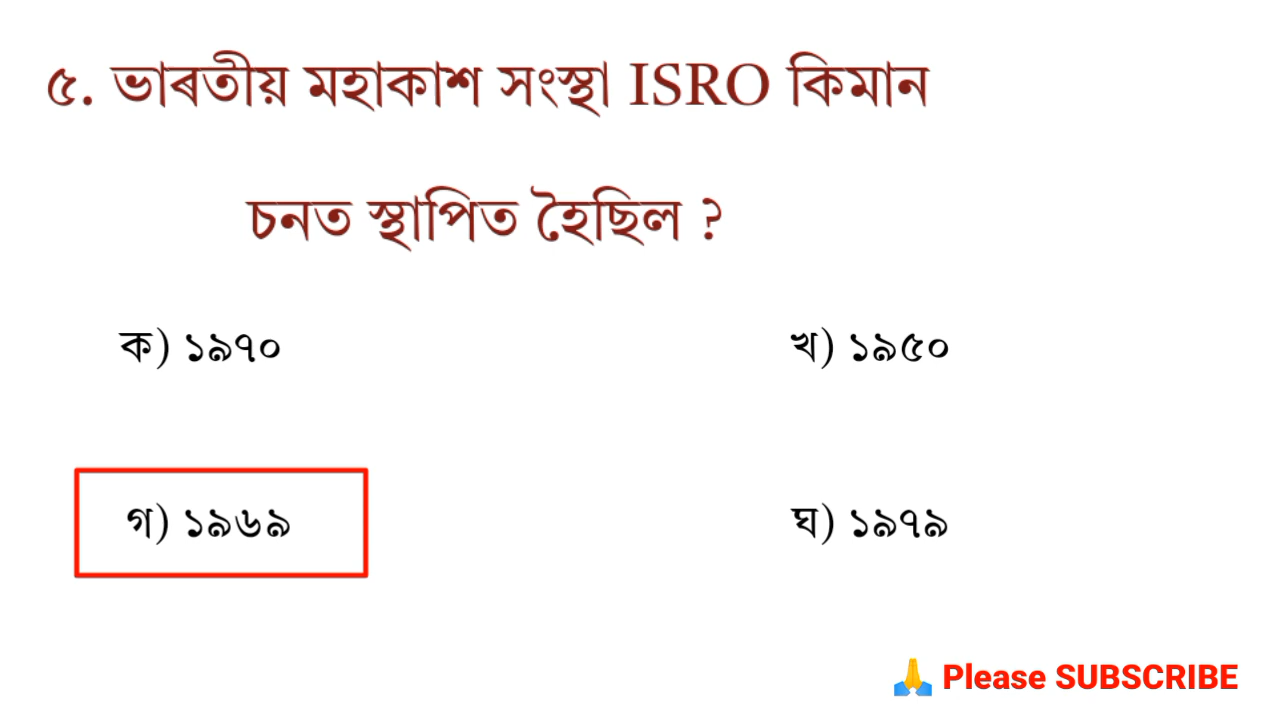 ৫. ভাৰতীয় মহাকাশ সংস্থা ISRO কিমান
চনত স্থাপিত হৈছিল ?
ক) ১৯৭০
খ) ১৯৫০
গ) ১৯৬৯
ঘ) ১৯৭৯
🙏 Please SUBSCRIBE